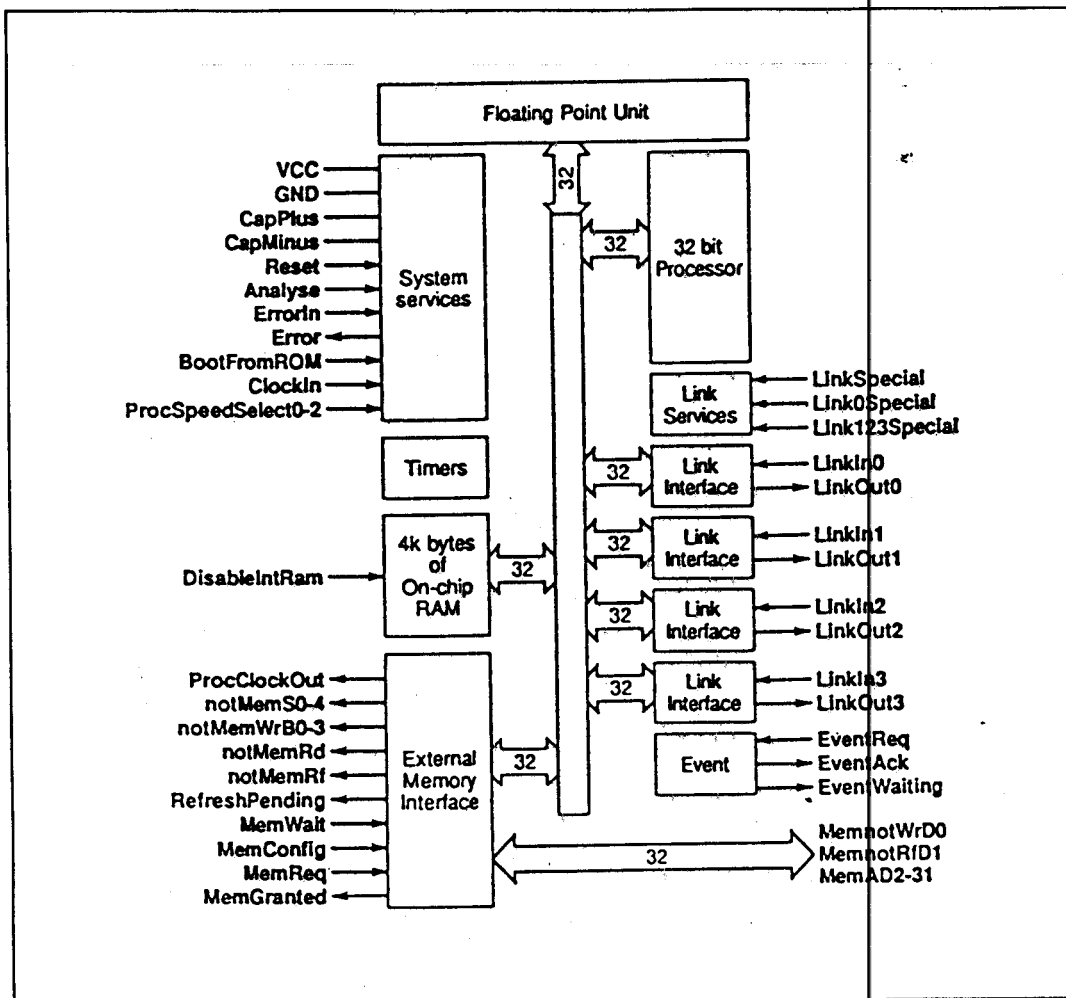 Floating Point Unit
32
VCC
GND
CapPlus
CapMinus
Reset
Analyse
ErrorIn
Error
BootFromROM
ClockIn
ProcSpeedSelect0-2
System
services
32
32 bit
Processor
Link
Services
LinkSpecial
Link0Special
Link123Special
Timers
32
Link
Interface
LinkIn0
LinkOut0
DisableIntRam
4k bytes
of
On-chip
RAM
32
32
Link
Interface
LinkIn1
LinkOut1
32
Link
Interface
LinkIn2
LinkOut2
32
Link
Interface
LinkIn3
LinkOut3
ProcClockOut
notMemS0-4
notMemWrB0-3
notMemRd
notMemRf
RefreshPending
MemWait
MemConfig
MemReq
MemGranted
External
Memory
Interface
32
Event
EventReq
EventAck
EventWaiting
32
MemnotWrD0
MemnotRfD1
MemAD2-31